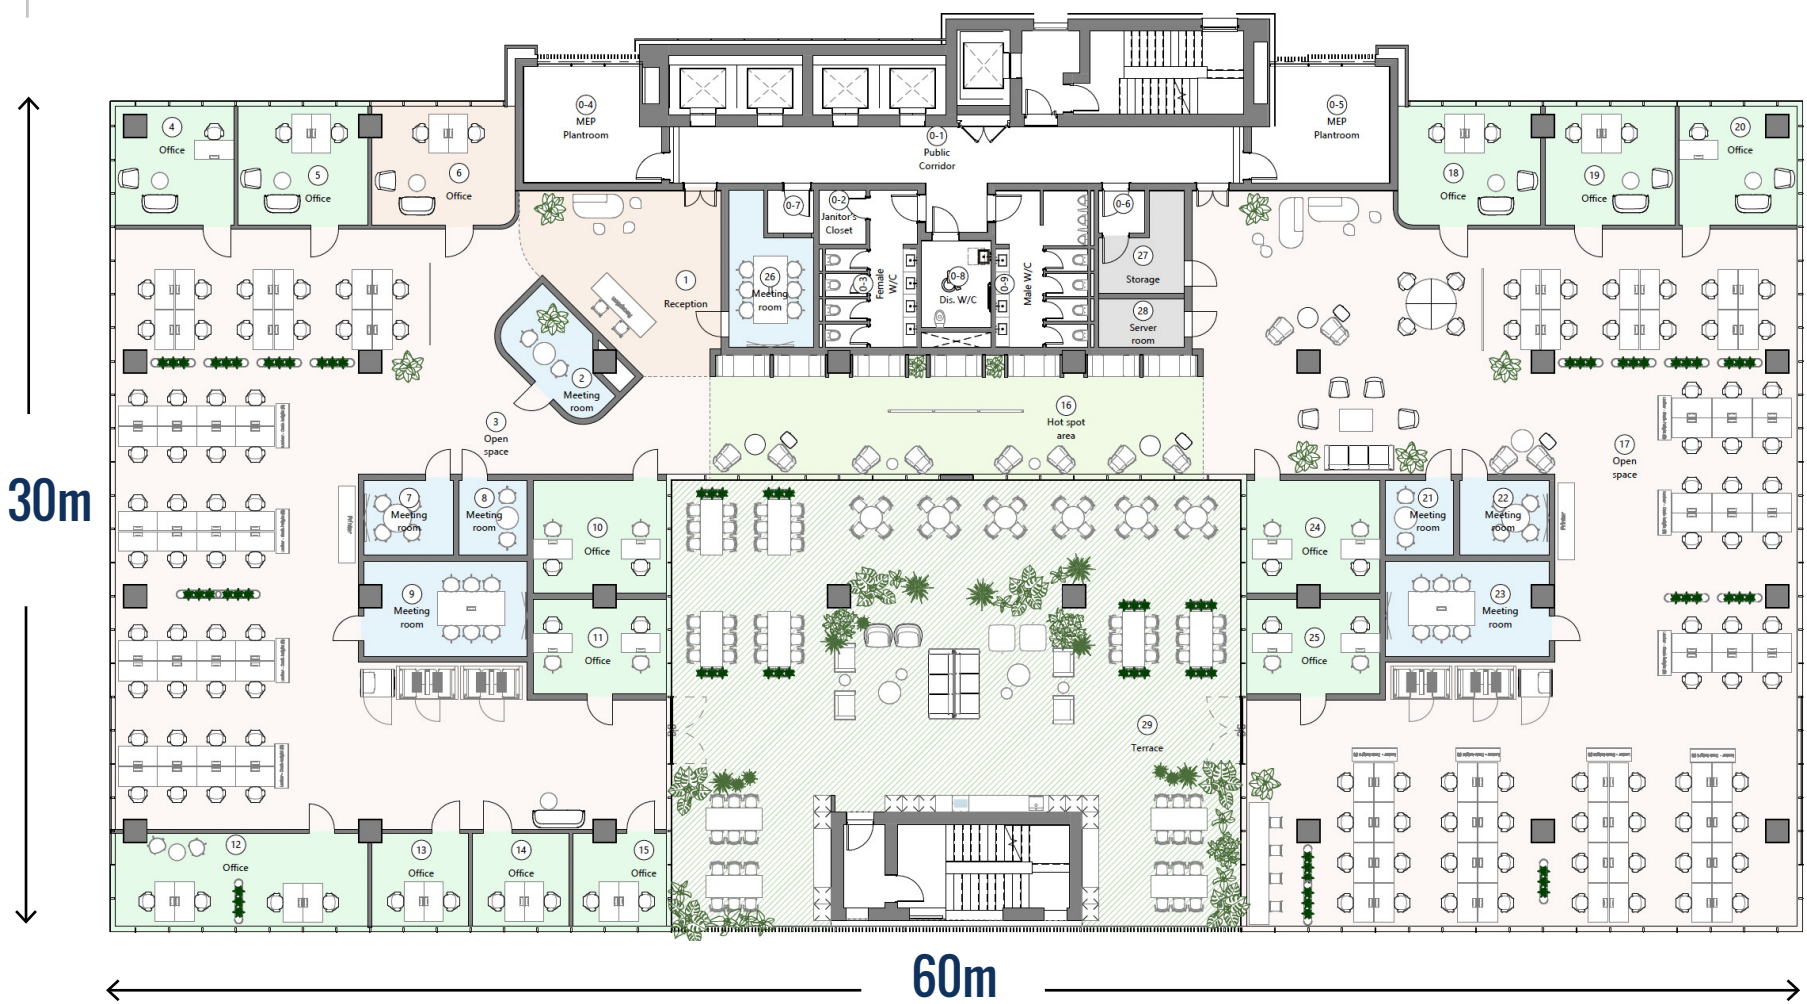 0-4
MEP
Plantroom
0-1
Public
Corridor
0-5
MEP
Plantroom
4
Office
5
Office
6
Office
18
Office
19
Office
20
Office
0-7
0-2
Janitor's
Closet
0-6
1
Reception
Reception
26
Meeting
room
0-3
Female
W/C
0-8
Dis. W/C
0-9
Male W/C
27
Storage
28
Server
room
2
Meeting
room
3
Open
space
16
Hot spot
area
17
Open
space
30m
7
Meeting
room
8
Meeting
room
10
Office
Printer
9
Meeting
room
11
Office
24
Office
21
Meeting
room
22
Meeting
room
Printer
25
Office
23
Meeting
room
29
Terrace
12
Office
13
Office
14
Office
15
Office
60m